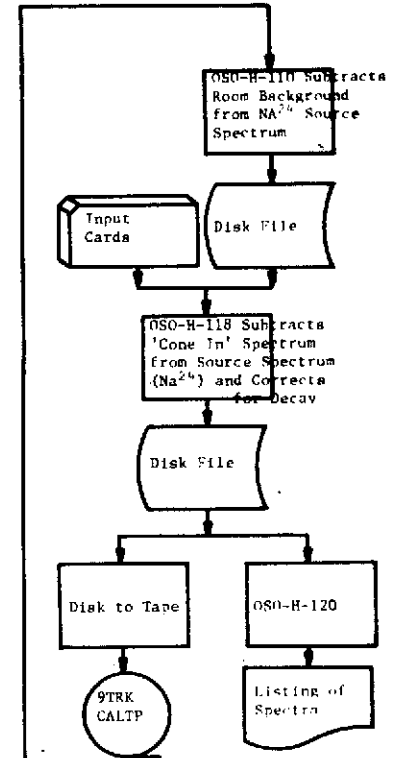 OSO-H-110 Subtracts
Room Background
from NA²⁴ Source
Spectrum
Input
Cards
Disk File
OSO-H-118 Subtracts
'Cone In' Spectrum
from Source Spectrum
(Na²⁴) and Corrects
for Decay
Disk File
Disk to Tape
OSO-H-120
9TRK
CALTP
Listing of
Spectra